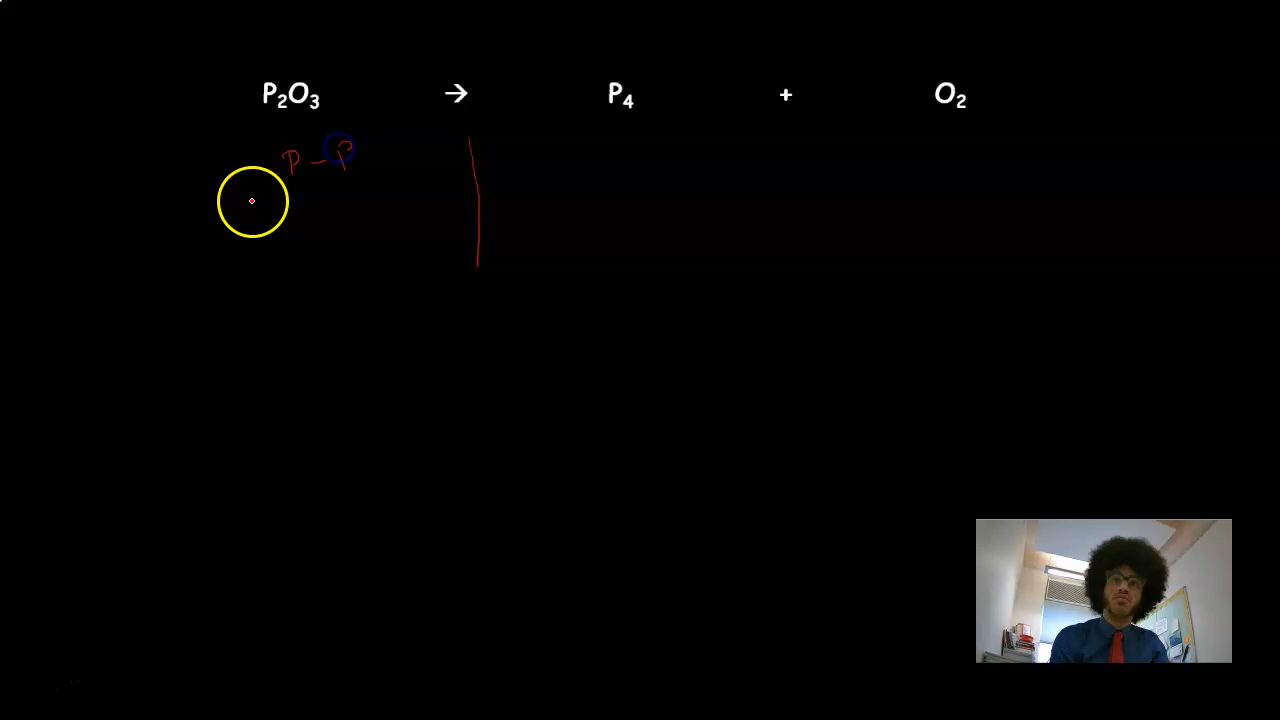 P₂O₃ → P₄ + O₂
P – P